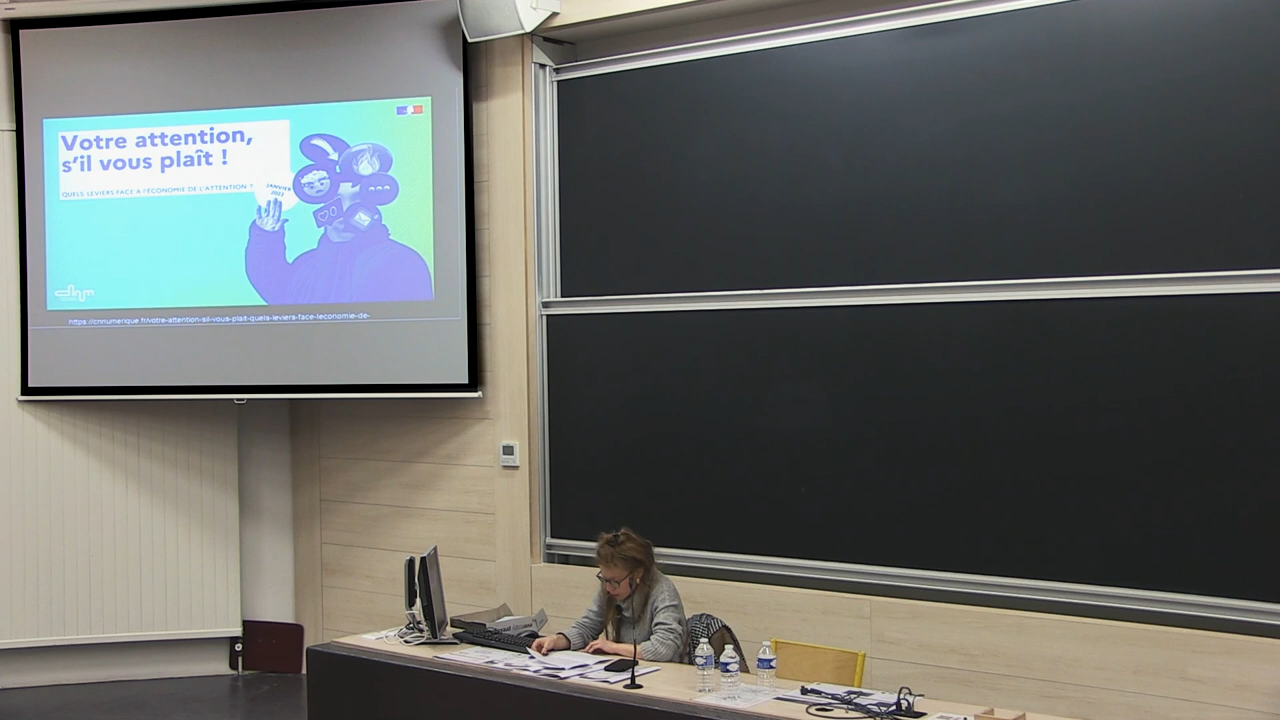 Votre attention,
s'il vous plaît !
QUELS LEVIERS FACE À L'ÉCONOMIE DE L'ATTENTION ?
JANVIER
2022
https://cnnumerique.fr/votre-attention-sil-vous-plait-quels-leviers-face-leconomie-de-